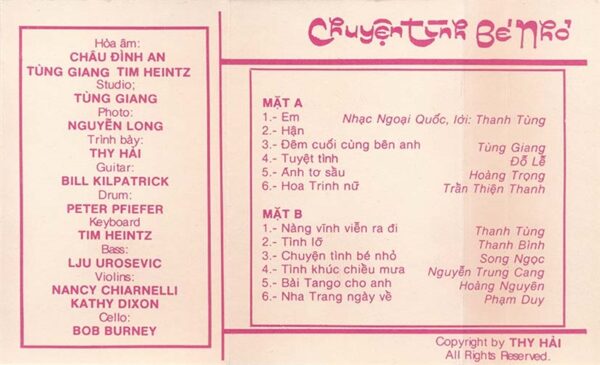 Hòa âm:
CHÂU ĐÌNH AN
TÙNG GIANG TIM HEINTZ
Studio;
TÙNG GIANG
Photo:
NGUYỄN LONG
Trình bày:
THY HẢI
Guitar:
BILL KILPATRICK
Drum:
PETER PFIEFER
Keyboard
TIM HEINTZ
Bass:
LJU UROSEVIC
Violins:
NANCY CHIARNELLI
KATHY DIXON
Cello:
BOB BURNEY
Chuyện Tình Bé Nhỏ
MẶT A
1.- Em Nhạc Ngoại Quốc, lời: Thanh Tùng
2.- Hận
3.- Đêm cuối cùng bên anh Tùng Giang
4.- Tuyệt tình Đỗ Lễ
5.- Anh tơ sầu Hoàng Trọng
6.- Hoa Trinh nữ Trần Thiện Thanh
MẶT B
1.- Nàng vĩnh viễn ra đi Thanh Tùng
2.- Tình lỡ Thanh Bình
3.- Chuyện tình bé nhỏ Song Ngọc
4.- Tình khúc chiều mưa Nguyễn Trung Cang
5.- Bài Tango cho anh Hoàng Nguyên
6.- Nha Trang ngày về Phạm Duy
Copyright by THY HẢI
All Rights Reserved.